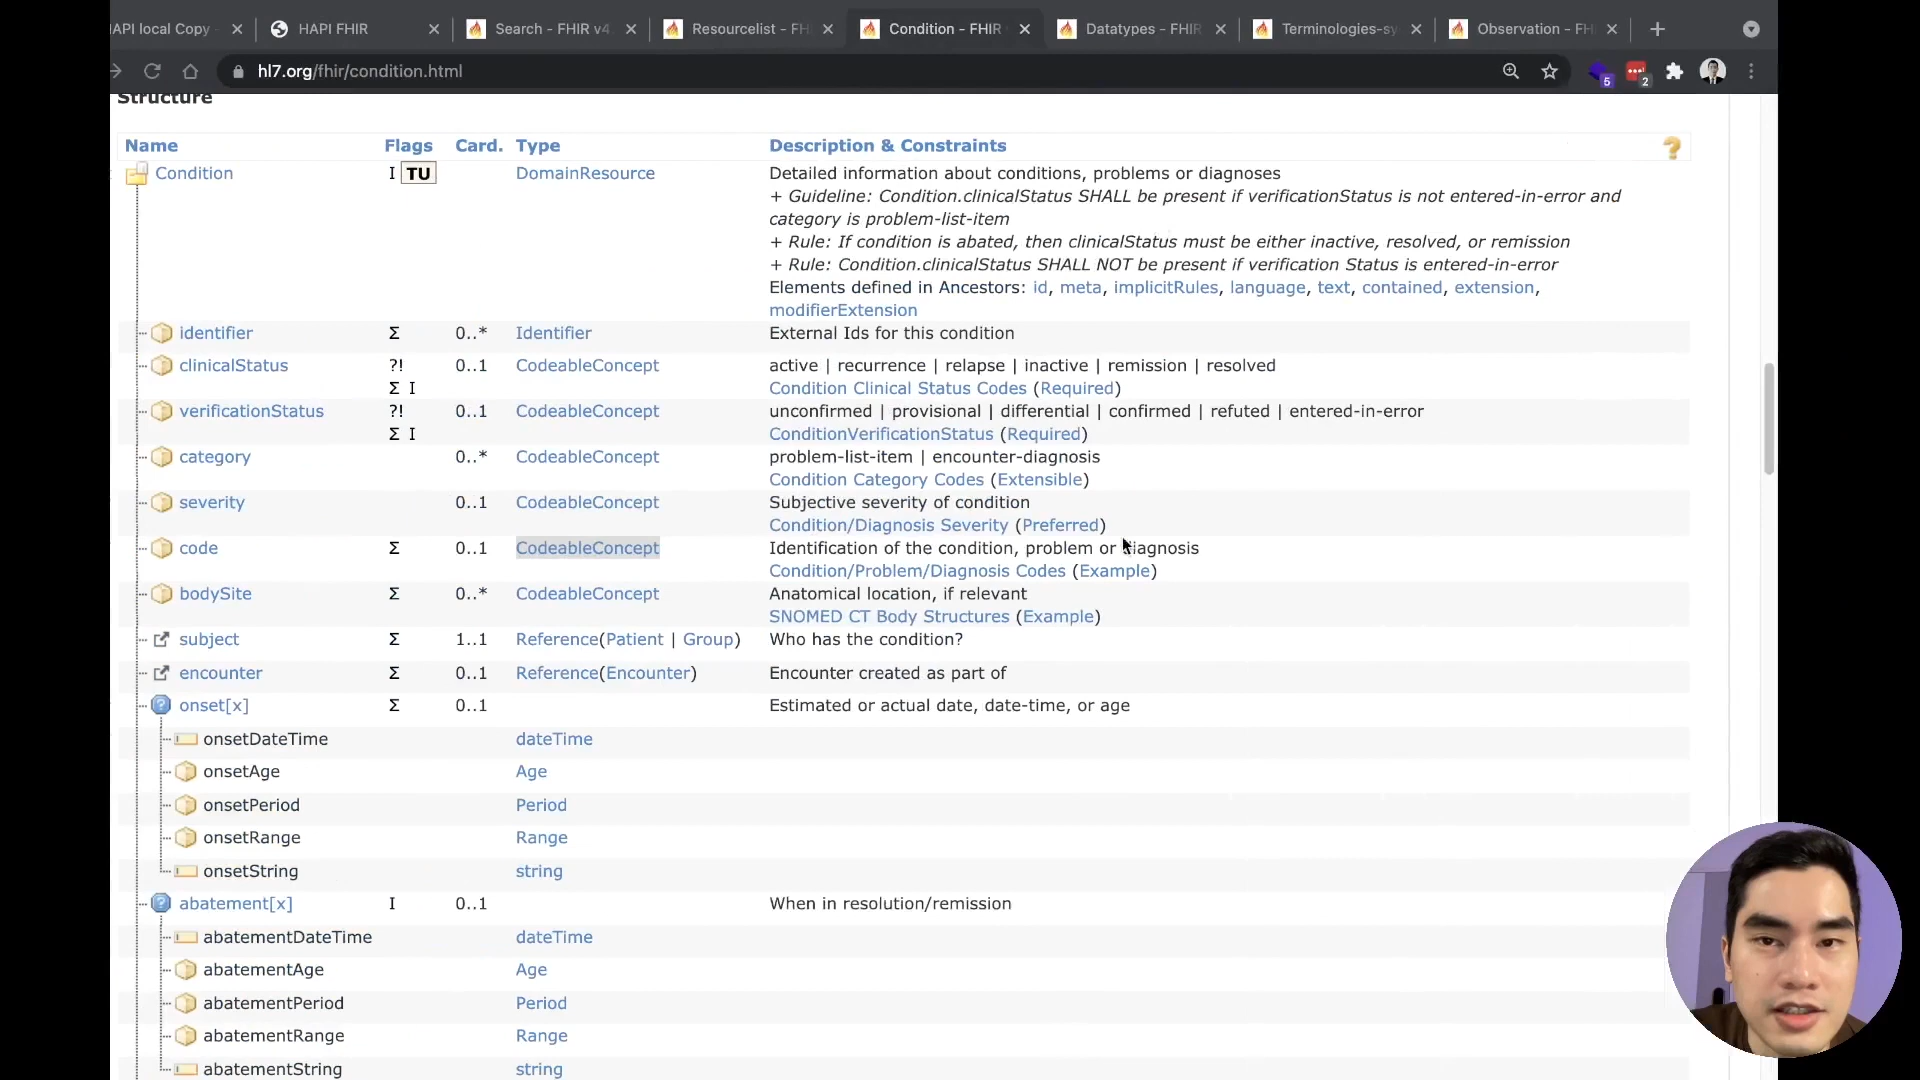 HAPI local Copy -
HAPI FHIR
Search - FHIR v4.
Resourcelist - FH
Condition - FHIR
Datatypes - FHIR
Terminologies-sy
Observation - FH
hl7.org/fhir/condition.html
5
2
Structure
Name Flags Card. Type Description & Constraints
Condition I TU DomainResource Detailed information about conditions, problems or diagnoses
+ Guideline: Condition.clinicalStatus SHALL be present if verificationStatus is not entered-in-error and
category is problem-list-item
+ Rule: If condition is abated, then clinicalStatus must be either inactive, resolved, or remission
+ Rule: Condition.clinicalStatus SHALL NOT be present if verification Status is entered-in-error
Elements defined in Ancestors: id, meta, implicitRules, language, text, contained, extension,
modifierExtension
identifier Σ 0..* Identifier External Ids for this condition
clinicalStatus ?! 0..1 CodeableConcept active | recurrence | relapse | inactive | remission | resolved
Σ I Condition Clinical Status Codes (Required)
verificationStatus ?! 0..1 CodeableConcept unconfirmed | provisional | differential | confirmed | refuted | entered-in-error
Σ I ConditionVerificationStatus (Required)
category 0..* CodeableConcept problem-list-item | encounter-diagnosis
Condition Category Codes (Extensible)
severity 0..1 CodeableConcept Subjective severity of condition
Condition/Diagnosis Severity (Preferred)
code Σ 0..1 CodeableConcept Identification of the condition, problem or diagnosis
Condition/Problem/Diagnosis Codes (Example)
bodySite Σ 0..* CodeableConcept Anatomical location, if relevant
SNOMED CT Body Structures (Example)
subject Σ 1..1 Reference(Patient | Group) Who has the condition?
encounter Σ 0..1 Reference(Encounter) Encounter created as part of
onset[x] Σ 0..1 Estimated or actual date, date-time, or age
onsetDateTime dateTime
onsetAge Age
onsetPeriod Period
onsetRange Range
onsetString string
abatement[x] I 0..1 When in resolution/remission
abatementDateTime dateTime
abatementAge Age
abatementPeriod Period
abatementRange Range
abatementString string